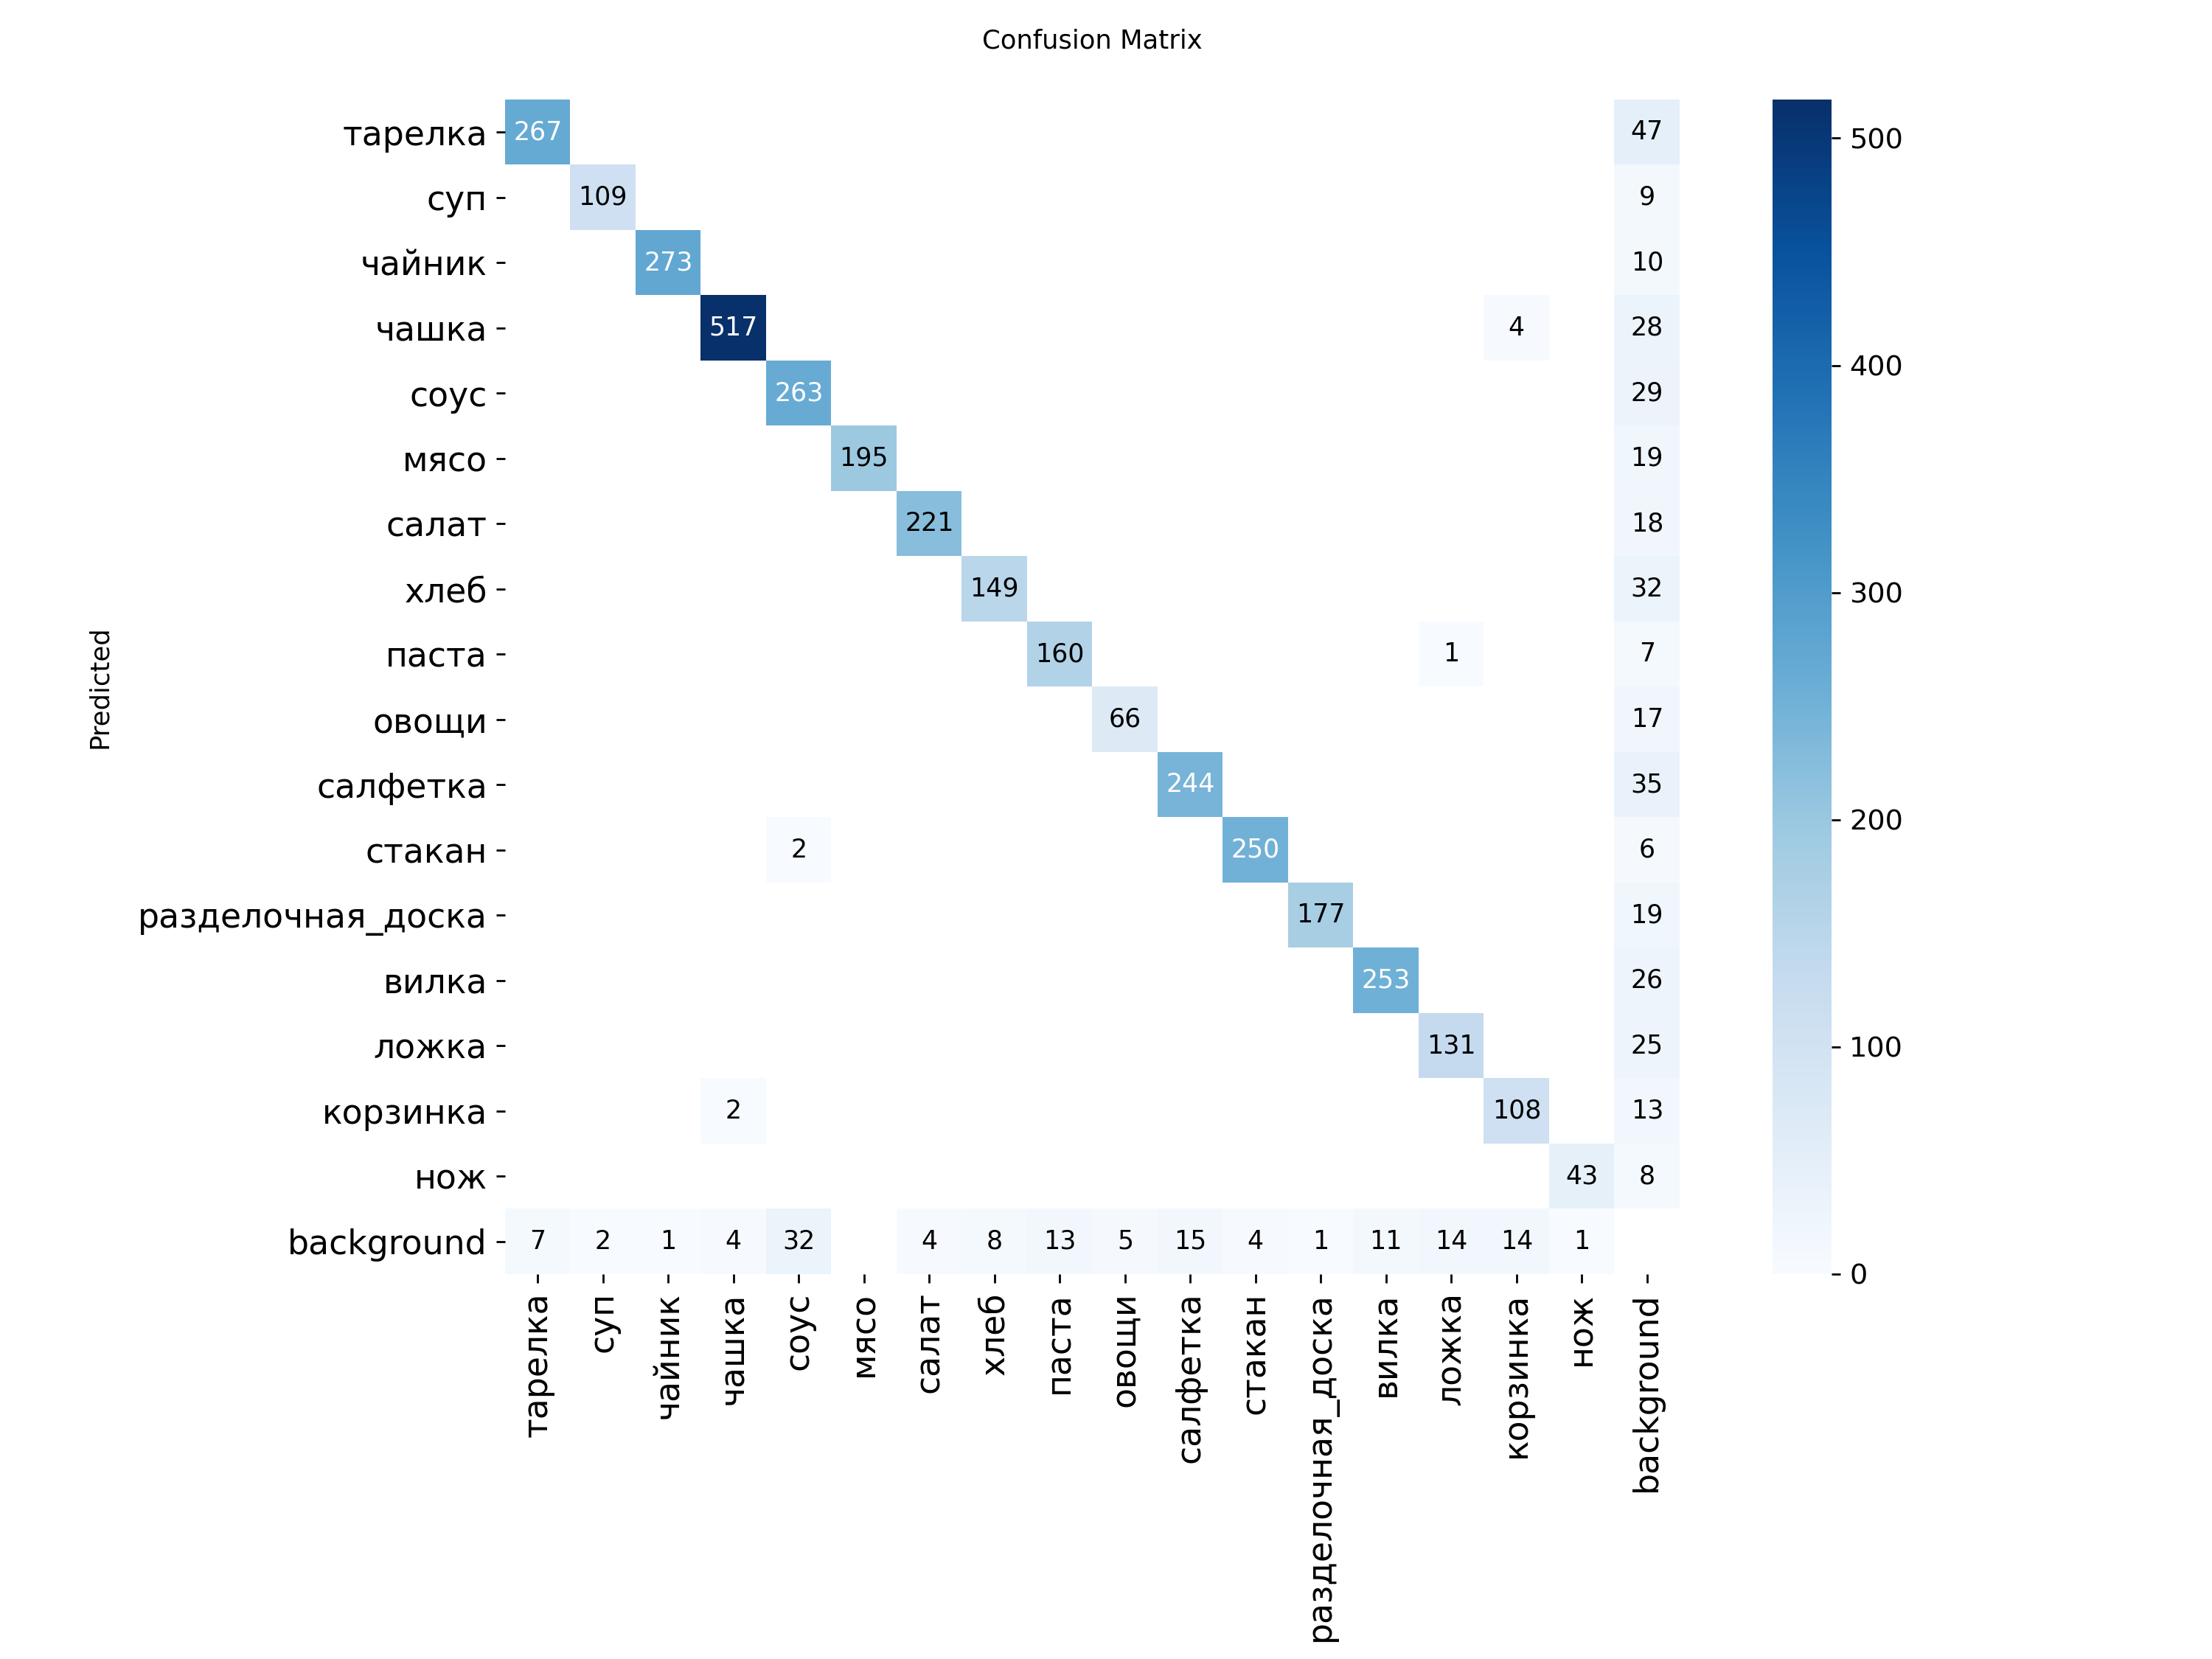 Confusion Matrix
Predicted
тарелка 267 47
суп 109 9
чайник 273 10
чашка 517 4 28
соус 263 29
мясо 195 19
салат 221 18
хлеб 149 32
паста 160 1 7
овощи 66 17
салфетка 244 35
стакан 2 250 6
разделочная_доска 177 19
вилка 253 26
ложка 131 25
корзинка 2 108 13
нож 43 8
background 7 2 1 4 32 4 8 13 5 15 4 1 11 14 14 1
тарелка
суп
чайник
чашка
соус
мясо
салат
хлеб
паста
овощи
салфетка
стакан
разделочная_доска
вилка
ложка
корзинка
нож
background
500
400
300
200
100
0